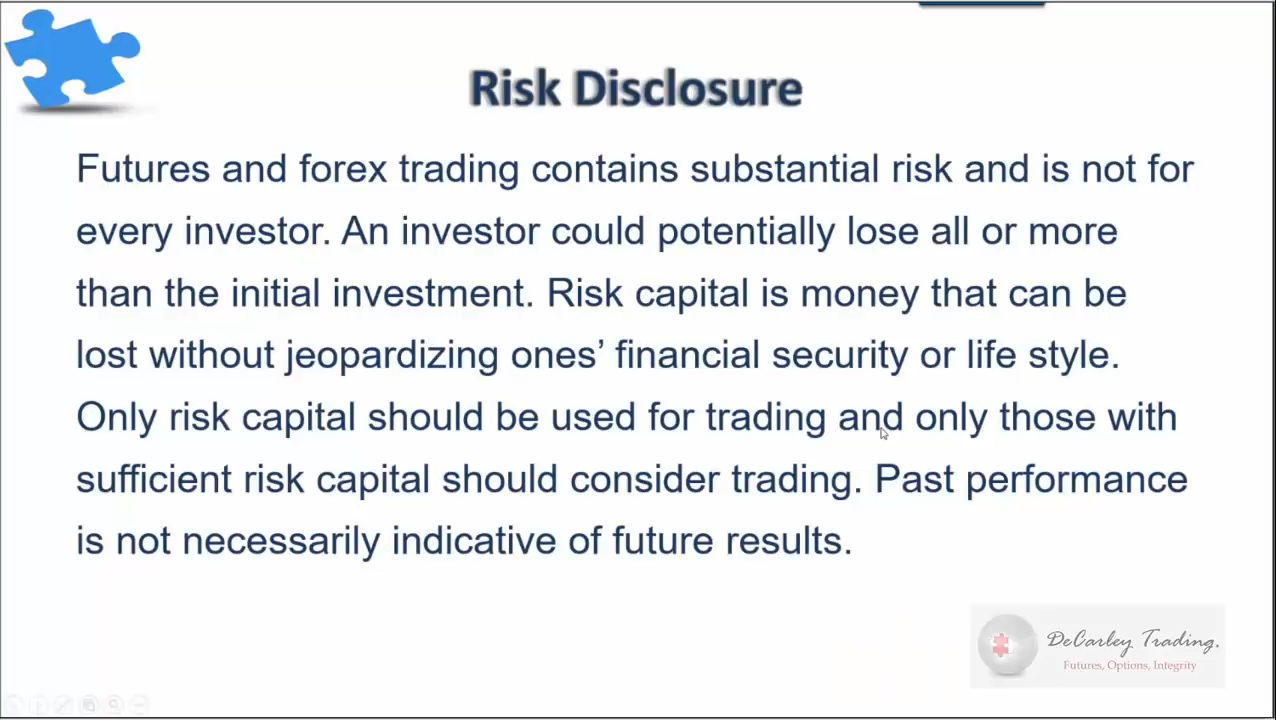 Risk Disclosure
Futures and forex trading contains substantial risk and is not for
every investor. An investor could potentially lose all or more
than the initial investment. Risk capital is money that can be
lost without jeopardizing ones’ financial security or life style.
Only risk capital should be used for trading and only those with
sufficient risk capital should consider trading. Past performance
is not necessarily indicative of future results.
DeCarley Trading.
Futures, Options, Integrity